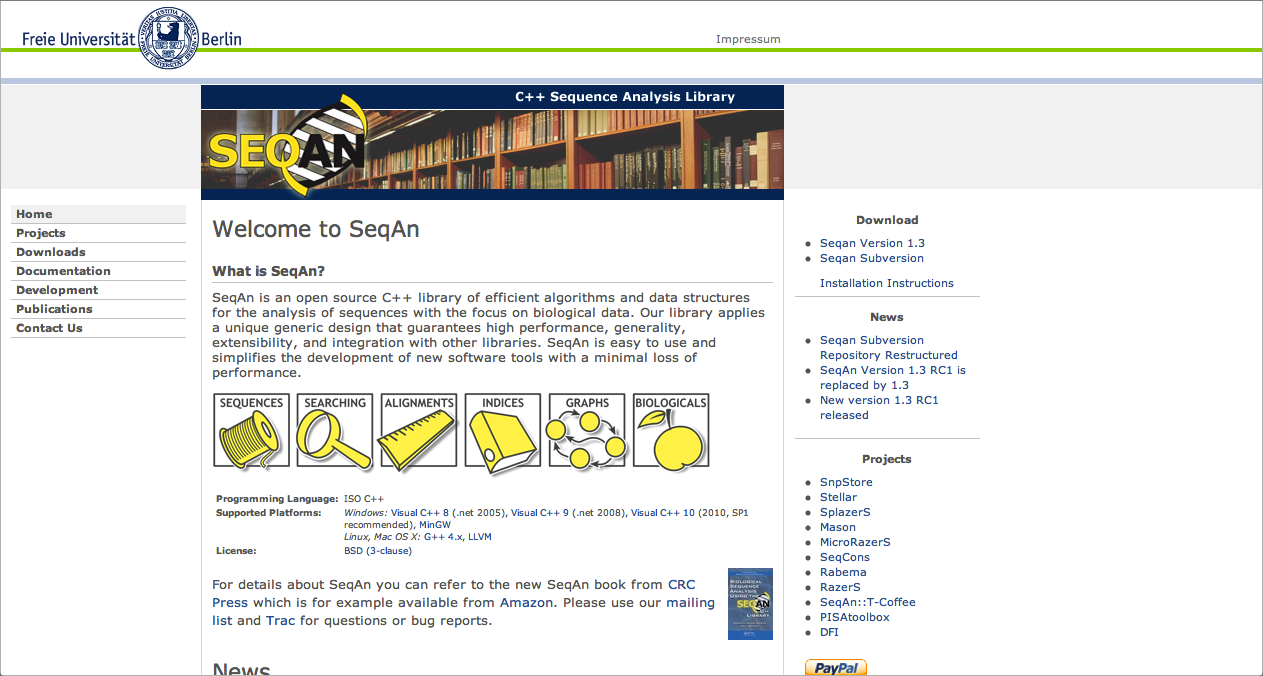 Freie Universität Berlin
Impressum
C++ Sequence Analysis Library
SEQAN
Home
Projects
Downloads
Documentation
Development
Publications
Contact Us
Welcome to SeqAn
What is SeqAn?
SeqAn is an open source C++ library of efficient algorithms and data structures
for the analysis of sequences with the focus on biological data. Our library applies
a unique generic design that guarantees high performance, generality,
extensibility, and integration with other libraries. SeqAn is easy to use and
simplifies the development of new software tools with a minimal loss of
performance.
SEQUENCES SEARCHING ALIGNMENTS INDICES GRAPHS BIOLOGICALS
Programming Language: ISO C++
Supported Platforms: Windows: Visual C++ 8 (.net 2005), Visual C++ 9 (.net 2008), Visual C++ 10 (2010, SP1
recommended), MinGW
Linux, Mac OS X: G++ 4.x, LLVM
License: BSD (3-clause)
For details about SeqAn you can refer to the new SeqAn book from CRC
Press which is for example available from Amazon. Please use our mailing
list and Trac for questions or bug reports.
BIOLOGICAL
SEQUENCE
ANALYSIS
USING THE
SEQAN
C++
LIBRARY
News
Download
Seqan Version 1.3
Seqan Subversion
Installation Instructions
News
Seqan Subversion
Repository Restructured
SeqAn Version 1.3 RC1 is
replaced by 1.3
New version 1.3 RC1
released
Projects
SnpStore
Stellar
SplazerS
Mason
MicroRazerS
SeqCons
Rabema
RazerS
SeqAn::T-Coffee
PISAtoolbox
DFI
PayPal